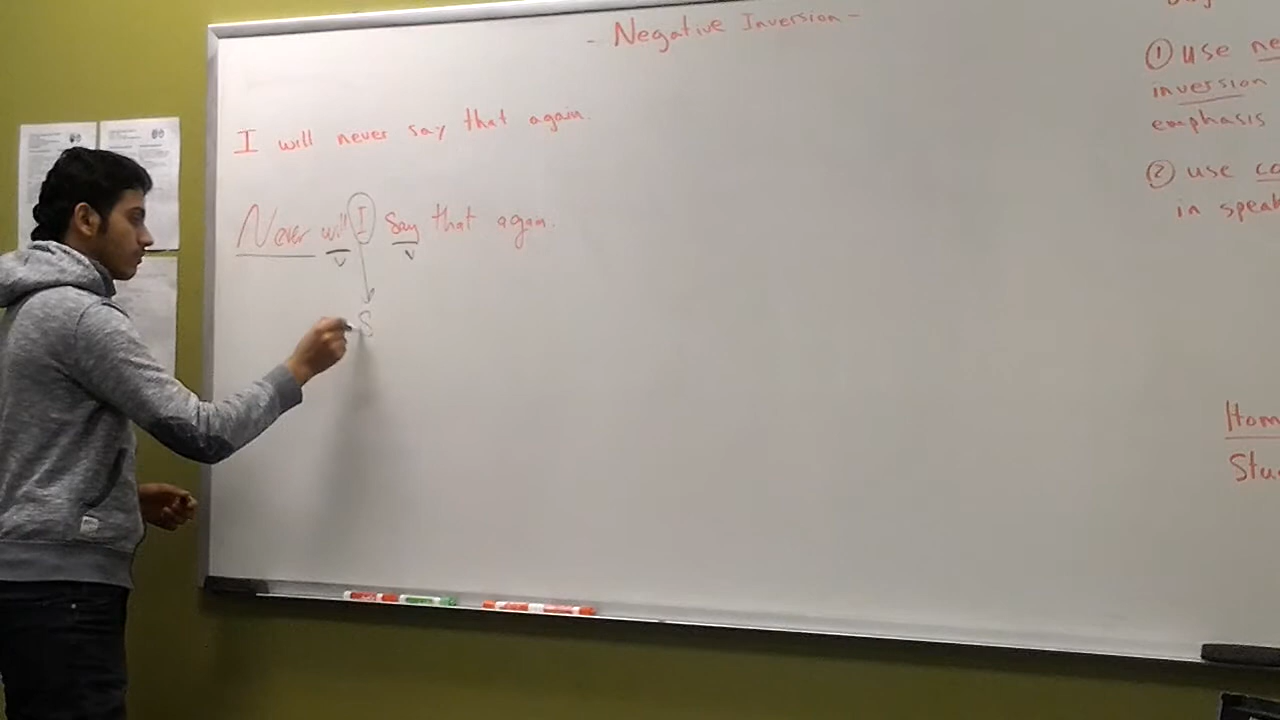 - Negative Inversion -
I will never say that again.
Never will I say that again.
V V
S
① use ne
inversion
emphasis
② use co
in speak
Hom
Stu